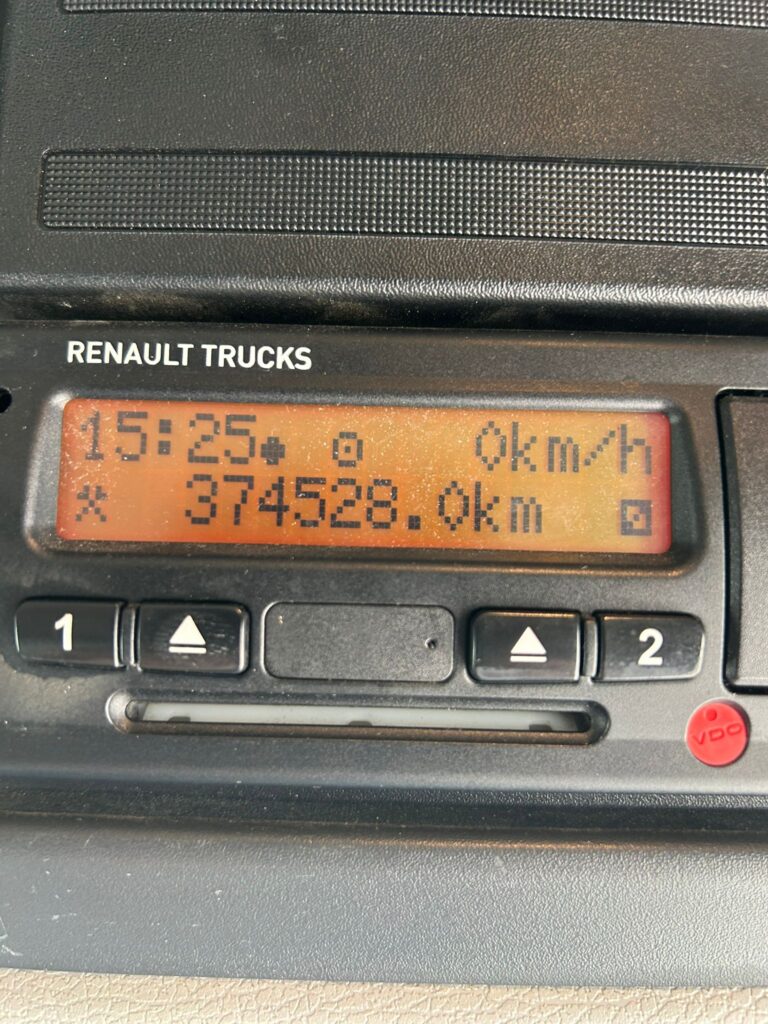 RENAULT TRUCKS
15:25 0km/h
374528.0km
1 2
VDO